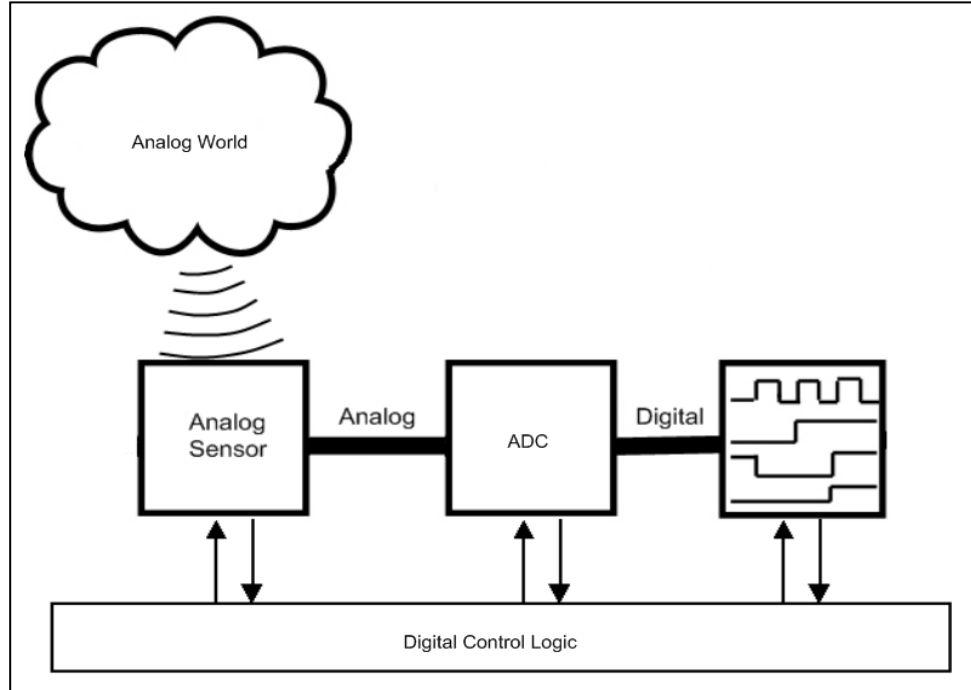 Analog World
Analog
Sensor
Analog
ADC
Digital
Digital Control Logic